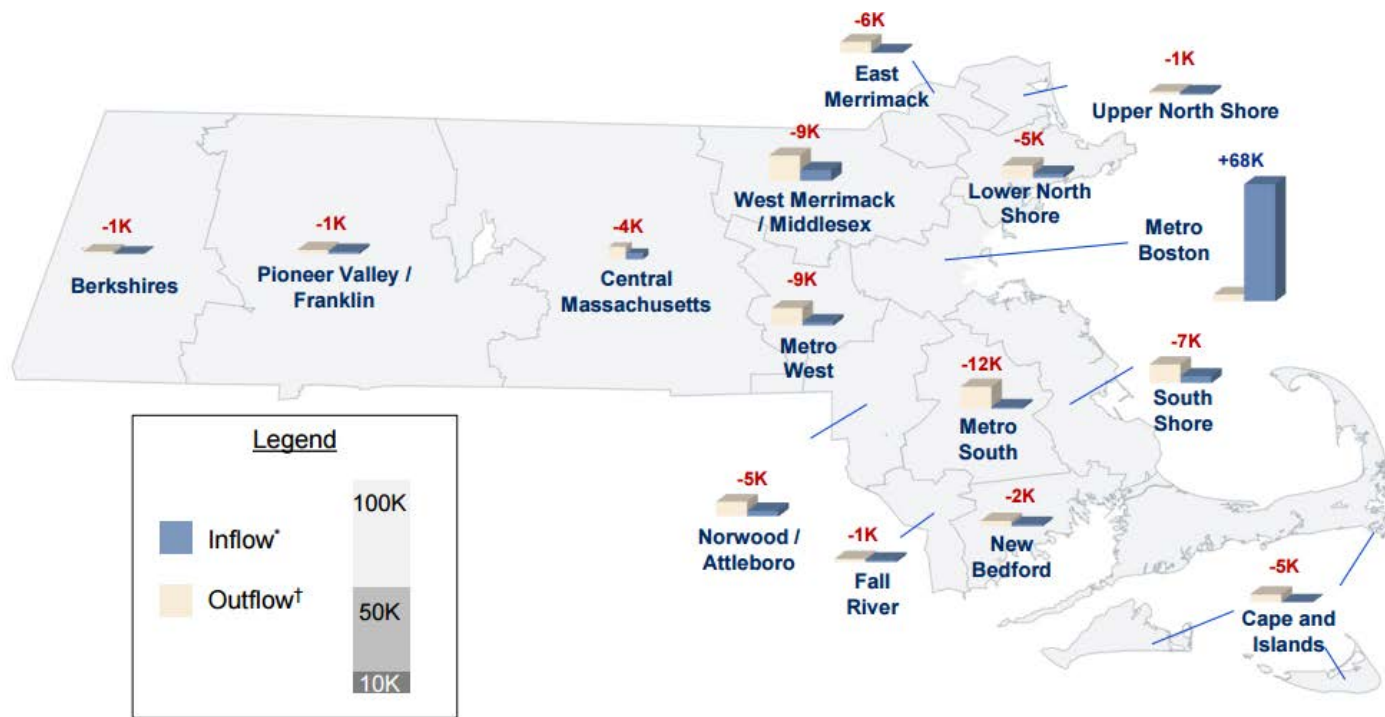 -6K
East
Merrimack
-1K
Upper North Shore
-9K
West Merrimack
/ Middlesex
-5K
Lower North
Shore
+68K
Metro
Boston
-1K
Berkshires
-1K
Pioneer Valley /
Franklin
-4K
Central
Massachusetts
-9K
Metro
West
-12K
Metro
South
-7K
South
Shore
-5K
Norwood /
Attleboro
-1K
Fall
River
-2K
New
Bedford
-5K
Cape and
Islands
Legend
Inflow*
Outflow†
100K
50K
10K